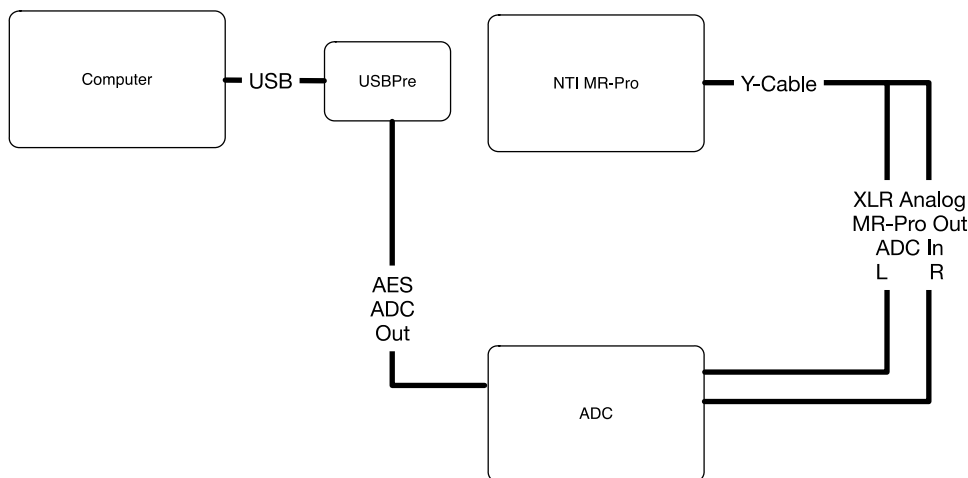 Computer
USB
USBPre
NTI MR-Pro
Y-Cable
XLR Analog
MR-Pro Out
ADC In
L R
AES
ADC
Out
ADC